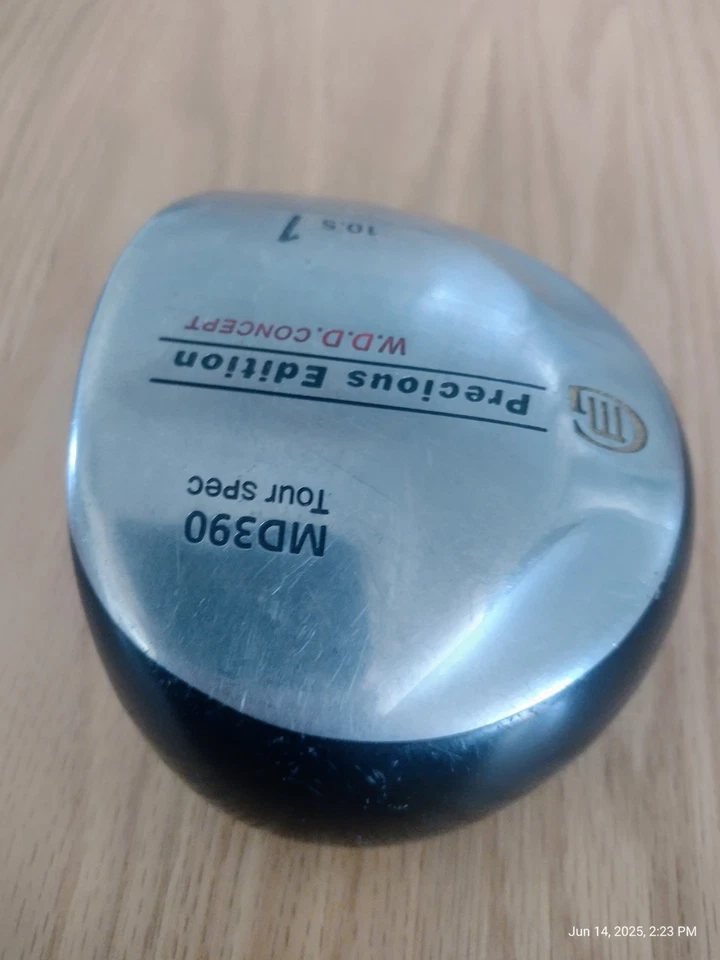 MD390
Tour SPEC
Precious Edition
W.D.D.CONCEPT
1 10.5
Jun 14, 2025, 2:23 PM